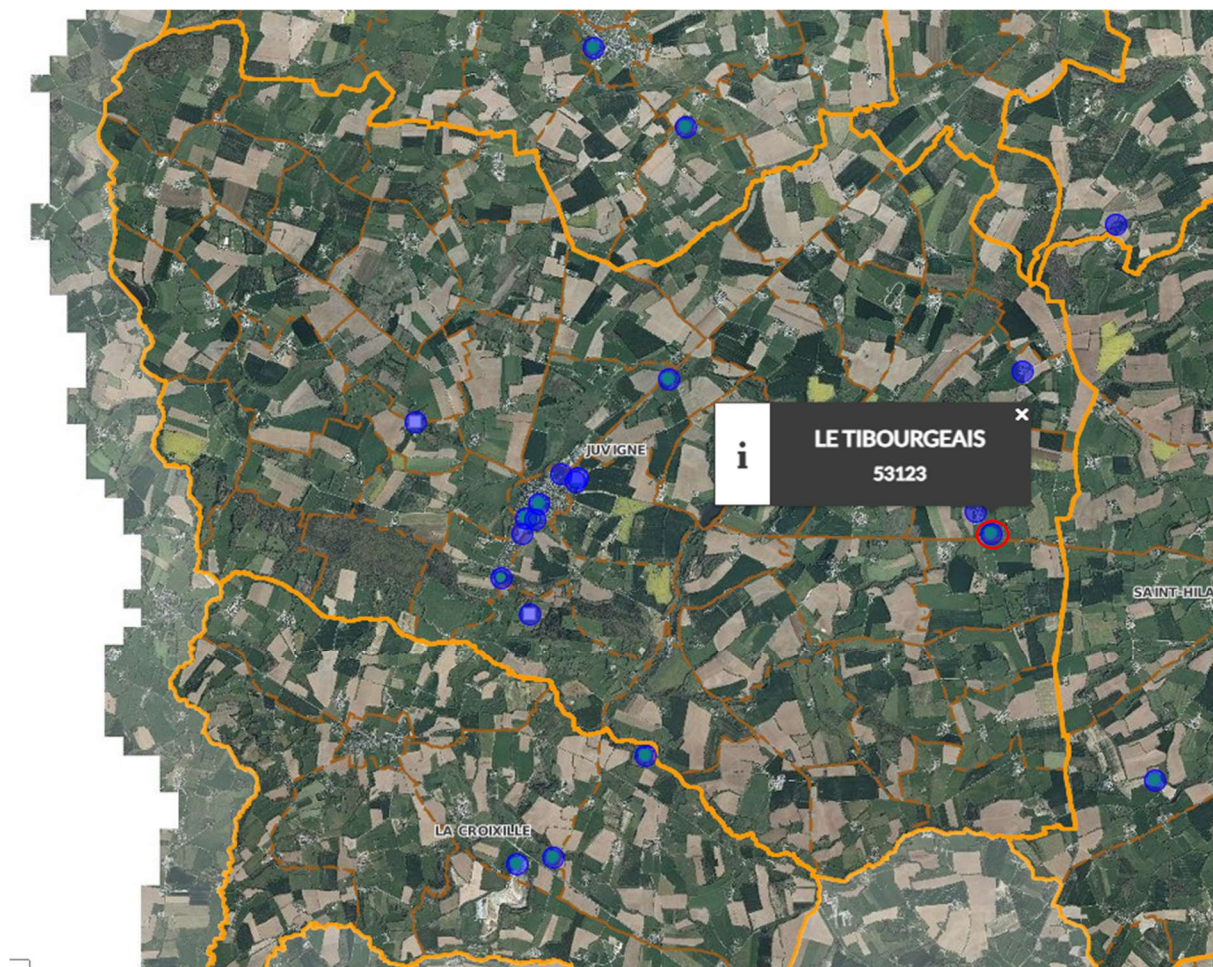 JUVIGNE
i
LE TIBOURGEAIS
53123
×
SAINT-HILA
LA CROIXILLE